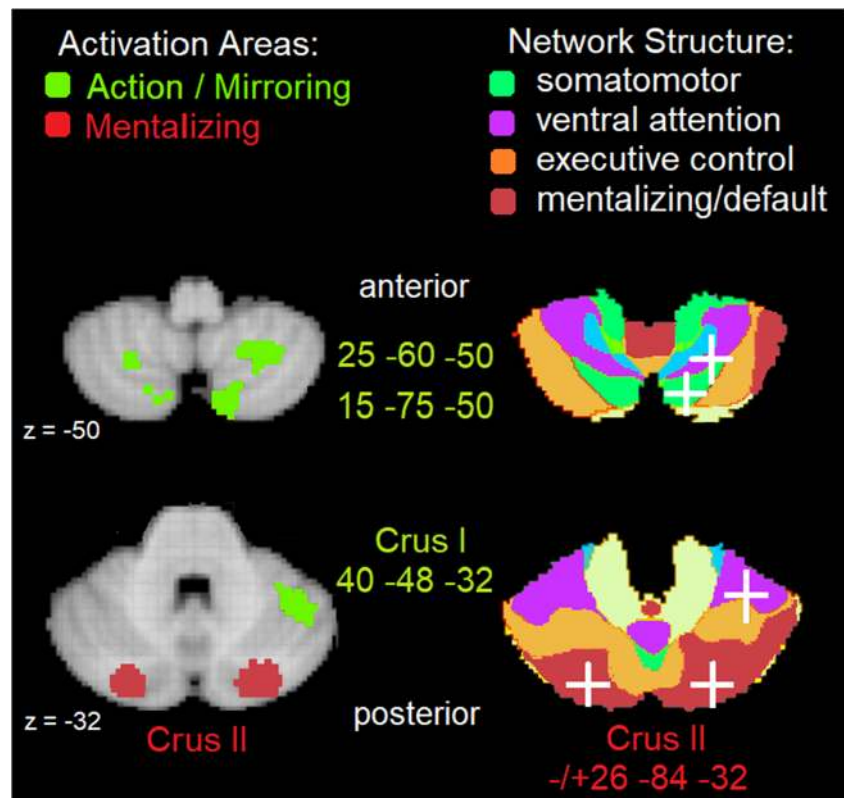 Activation Areas:
Action / Mirroring
Mentalizing
Network Structure:
somatomotor
ventral attention
executive control
mentalizing/default
anterior
25 -60 -50
15 -75 -50
z = -50
Crus I
40 -48 -32
posterior
z = -32
Crus II
Crus II
-/+26 -84 -32